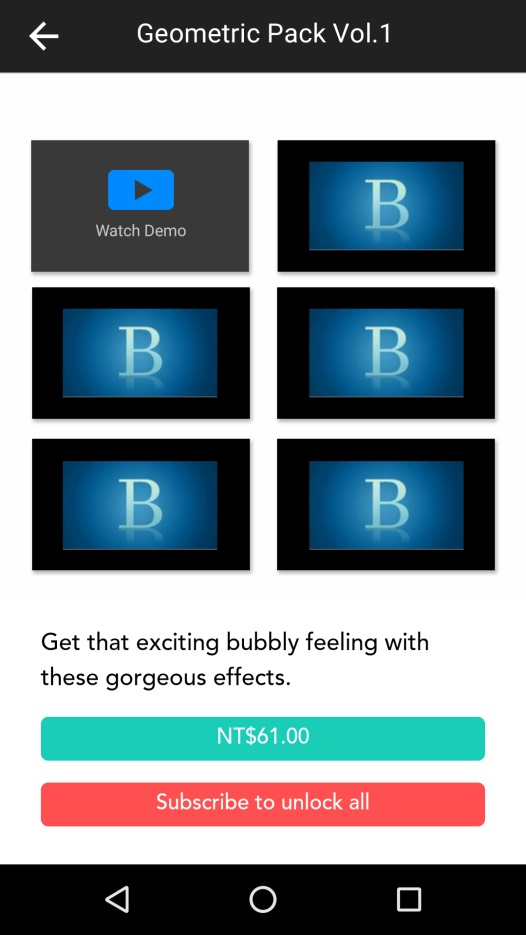 Geometric Pack Vol.1
Watch Demo
B
B
B
B
B
Get that exciting bubbly feeling with
these gorgeous effects.
NT$61.00
Subscribe to unlock all